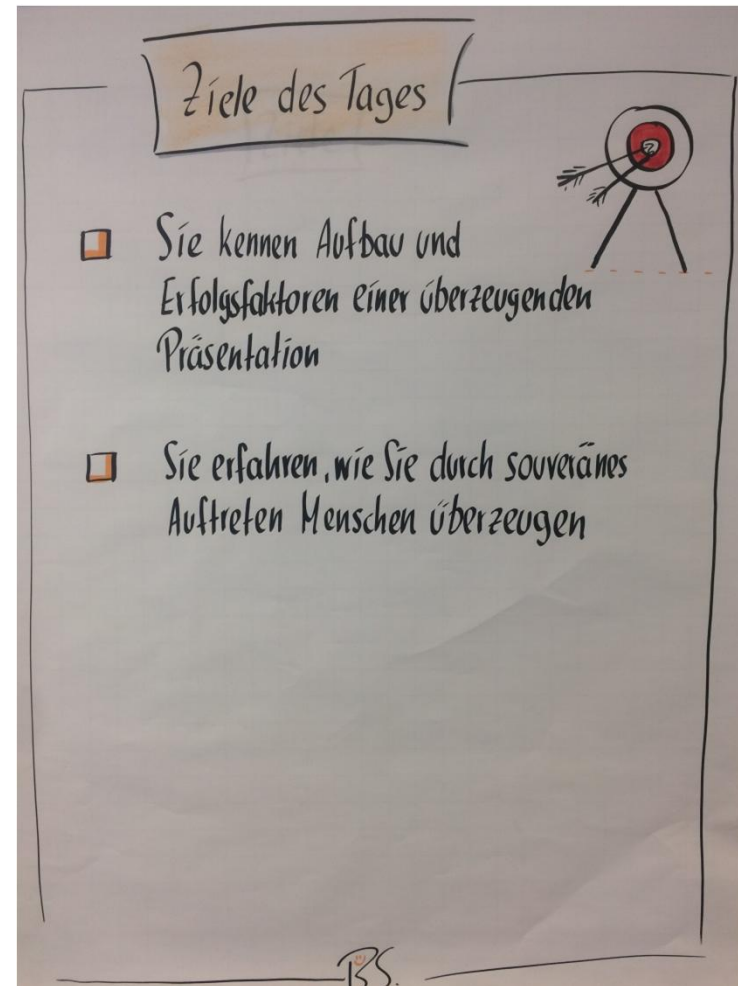 Ziele des Tages
Sie kennen Aufbau und
Erfolgsfaktoren einer überzeugenden
Präsentation
Sie erfahren, wie Sie durch souveränes
Auftreten Menschen überzeugen
BS.